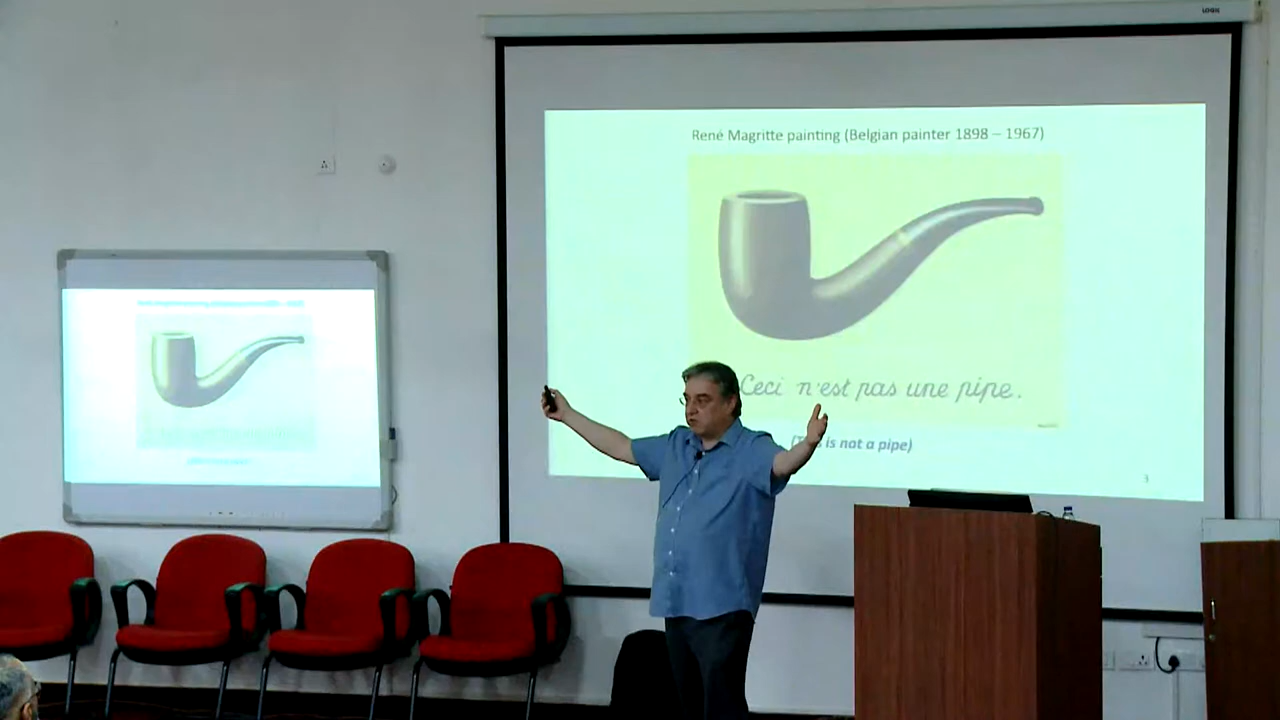 René Magritte painting (Belgian painter 1898 – 1967)
Ceci n'est pas une pipe.
is not a pipe)
3